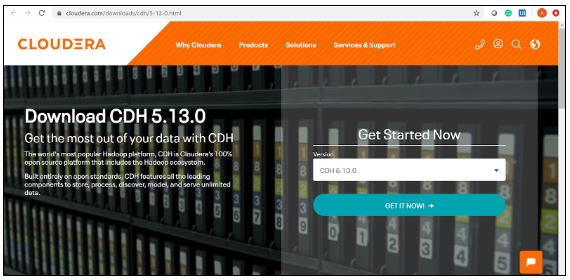 cloudera.com/downloads/cdh/5-13-0.html
CLOUDERA
Why Cloudera Products Solutions Services & Support
Download CDH 5.13.0
Get the most out of your data with CDH
The world's most popular Hadoop platform, CDH is Cloudera's 100%
open source platform that includes the Hadoop ecosystem.
Built entirely on open standards, CDH features all the leading
components to store, process, discover, model, and serve unlimited
data.
Get Started Now
Version
CDH 5.13.0
GET IT NOW! →